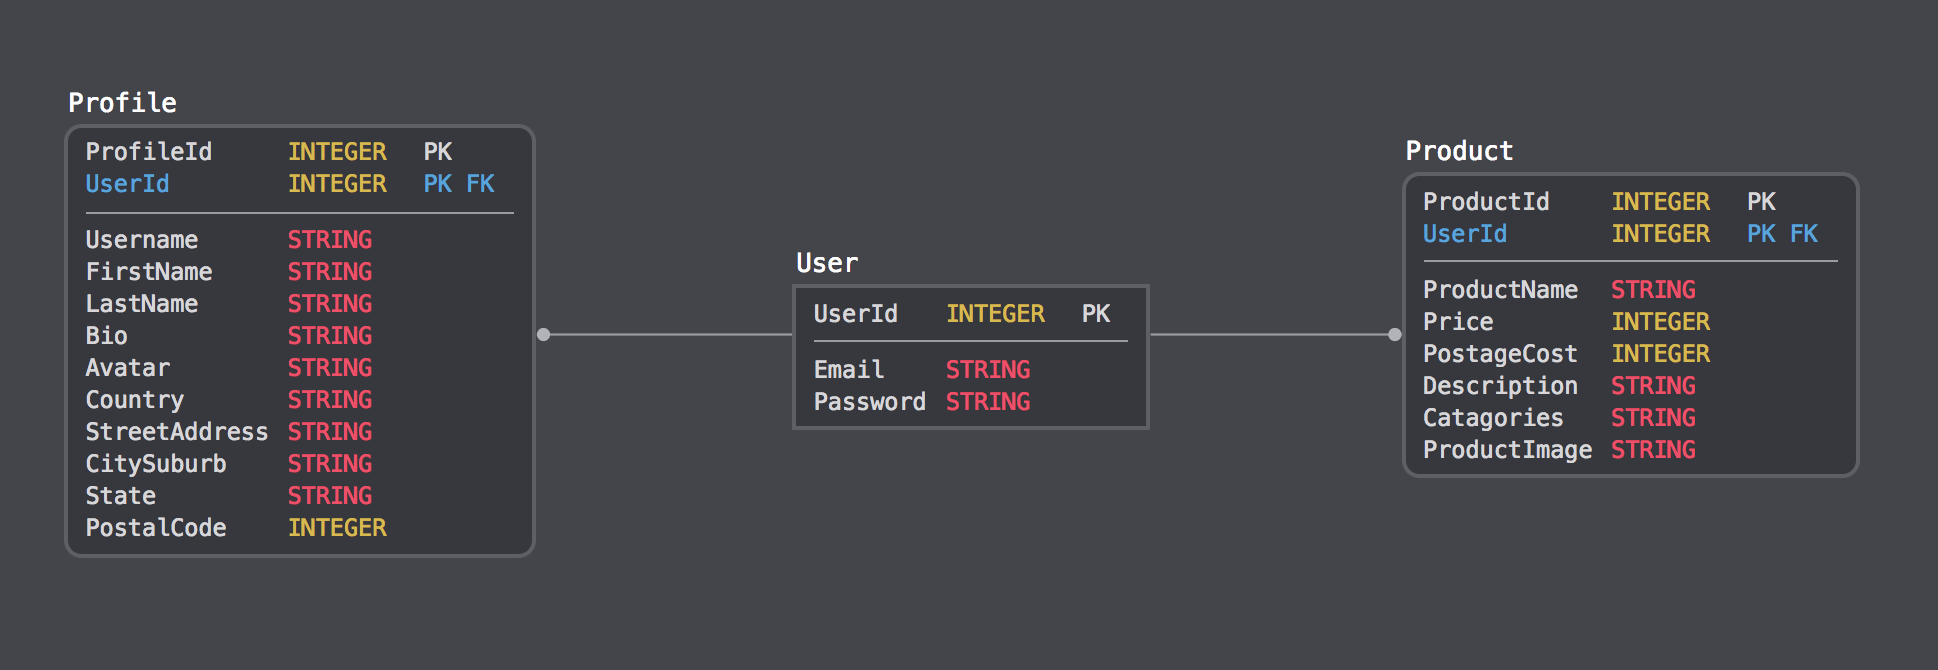 Profile
ProfileId INTEGER PK
UserId INTEGER PK FK
Username STRING
FirstName STRING
LastName STRING
Bio STRING
Avatar STRING
Country STRING
StreetAddress STRING
CitySuburb STRING
State STRING
PostalCode INTEGER
User
UserId INTEGER PK
Email STRING
Password STRING
Product
ProductId INTEGER PK
UserId INTEGER PK FK
ProductName STRING
Price INTEGER
PostageCost INTEGER
Description STRING
Catagories STRING
ProductImage STRING